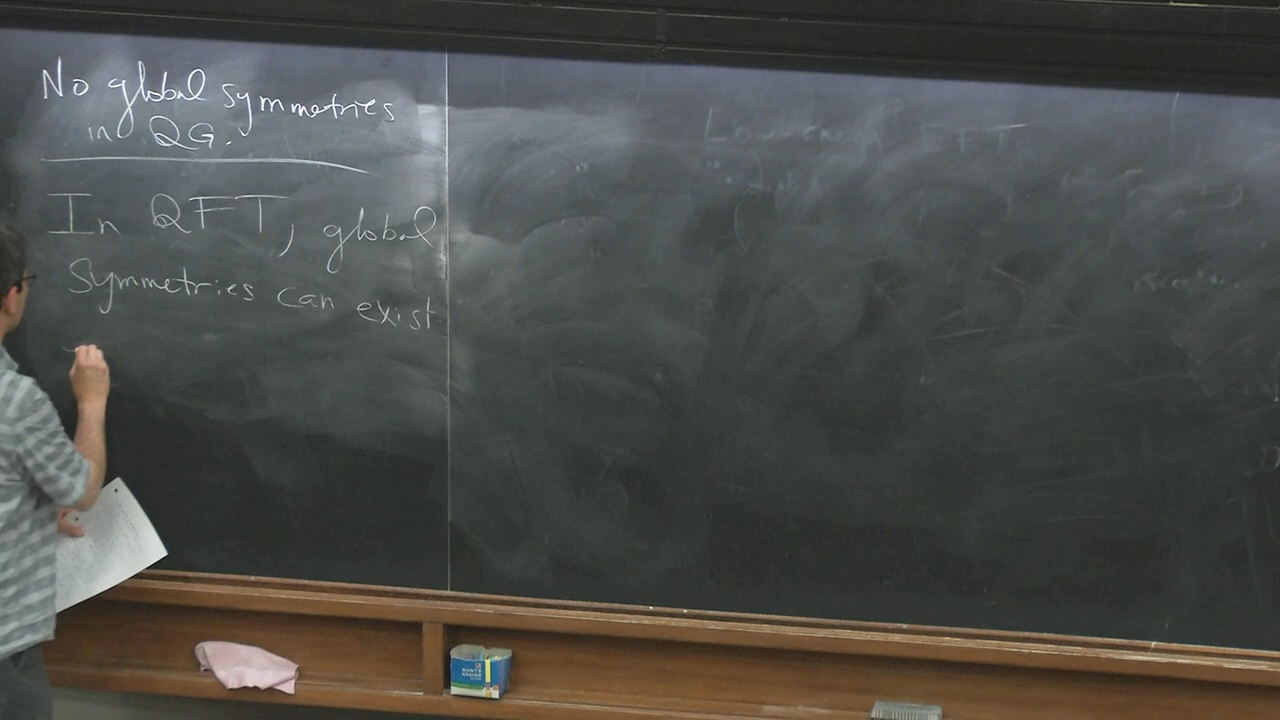 No global symmetries
in QG.
In QFT, global
Symmetries can exist